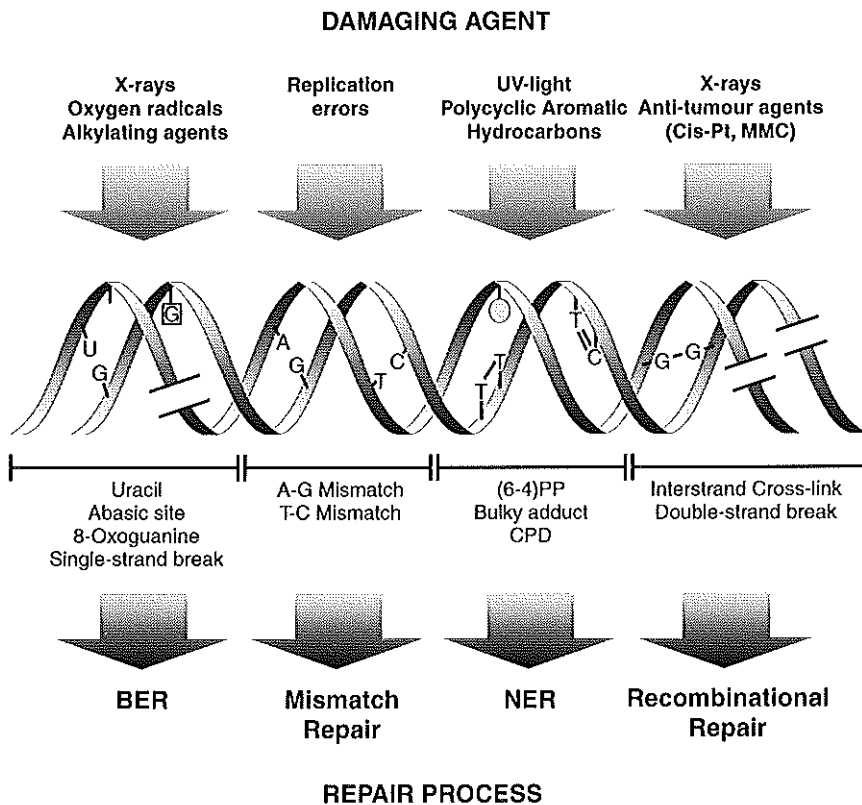 DAMAGING AGENT
X-rays
Oxygen radicals
Alkylating agents
Replication
errors
UV-light
Polycyclic Aromatic
Hydrocarbons
X-rays
Anti-tumour agents
(Cis-Pt, MMC)
U
G
G
A
G
T
C
T
T
T
C
G
G
Uracil
Abasic site
8-Oxoguanine
Single-strand break
A-G Mismatch
T-C Mismatch
(6-4)PP
Bulky adduct
CPD
Interstrand Cross-link
Double-strand break
BER
Mismatch
Repair
NER
Recombinational
Repair
REPAIR PROCESS